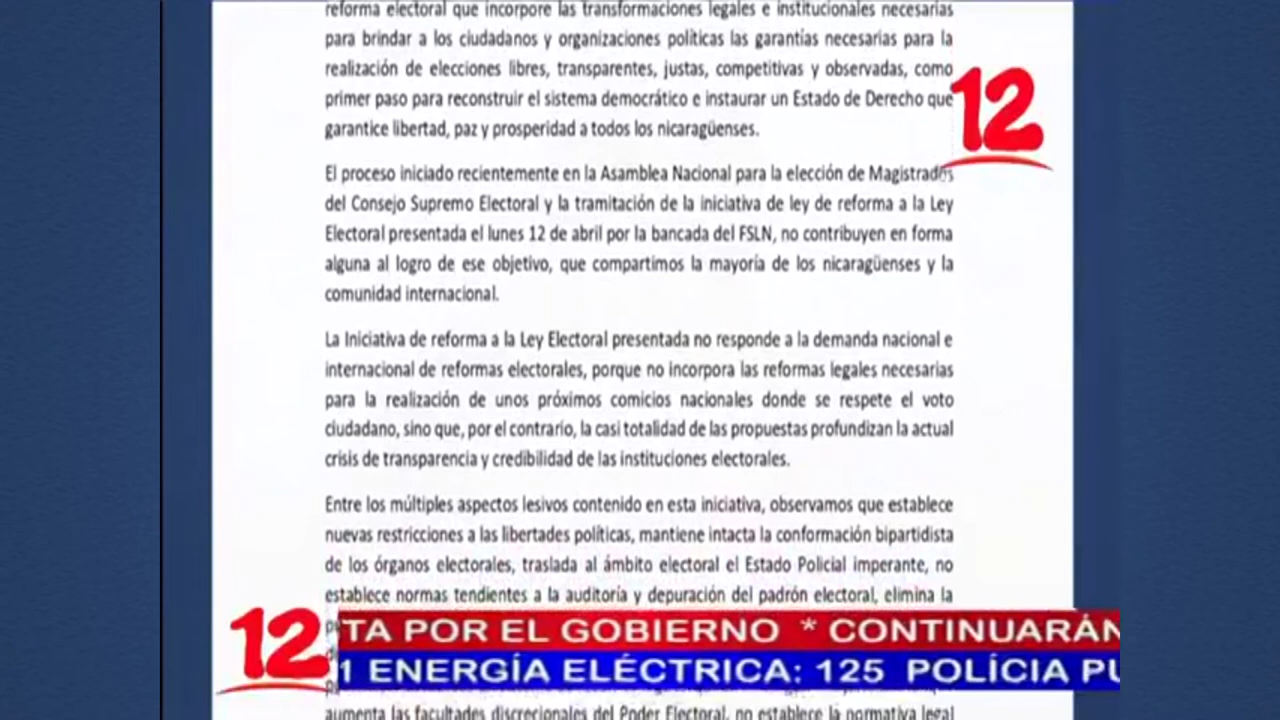 reforma electoral que incorpore las transformaciones legales e institucionales necesarias
para brindar a los ciudadanos y organizaciones políticas las garantías necesarias para la
realización de elecciones libres, transparentes, justas, competitivas y observadas, como
primer paso para reconstruir el sistema democrático e instaurar un Estado de Derecho que
garantice libertad, paz y prosperidad a todos los nicaragüenses.
12
El proceso iniciado recientemente en la Asamblea Nacional para la elección de Magistrados
del Consejo Supremo Electoral y la tramitación de la iniciativa de ley de reforma a la Ley
Electoral presentada el lunes 12 de abril por la bancada del FSLN, no contribuyen en forma
alguna al logro de ese objetivo, que compartimos la mayoría de los nicaragüenses y la
comunidad internacional.
La Iniciativa de reforma a la Ley Electoral presentada no responde a la demanda nacional e
internacional de reformas electorales, porque no incorpora las reformas legales necesarias
para la realización de unos próximos comicios nacionales donde se respete el voto
ciudadano, sino que, por el contrario, la casi totalidad de las propuestas profundizan la actual
crisis de transparencia y credibilidad de las instituciones electorales.
Entre los múltiples aspectos lesivos contenido en esta iniciativa, observamos que establece
nuevas restricciones a las libertades políticas, mantiene intacta la conformación bipartidista
de los órganos electorales, traslada al ámbito electoral el Estado Policial imperante, no
establece normas tendientes a la auditoría y depuración del padrón electoral, elimina la
12
TA POR EL GOBIERNO * CONTINUARÁN
1 ENERGÍA ELÉCTRICA: 125 POLÍCIA PU
aumenta las facultades discrecionales del Poder Electoral, no establece la normativa legal